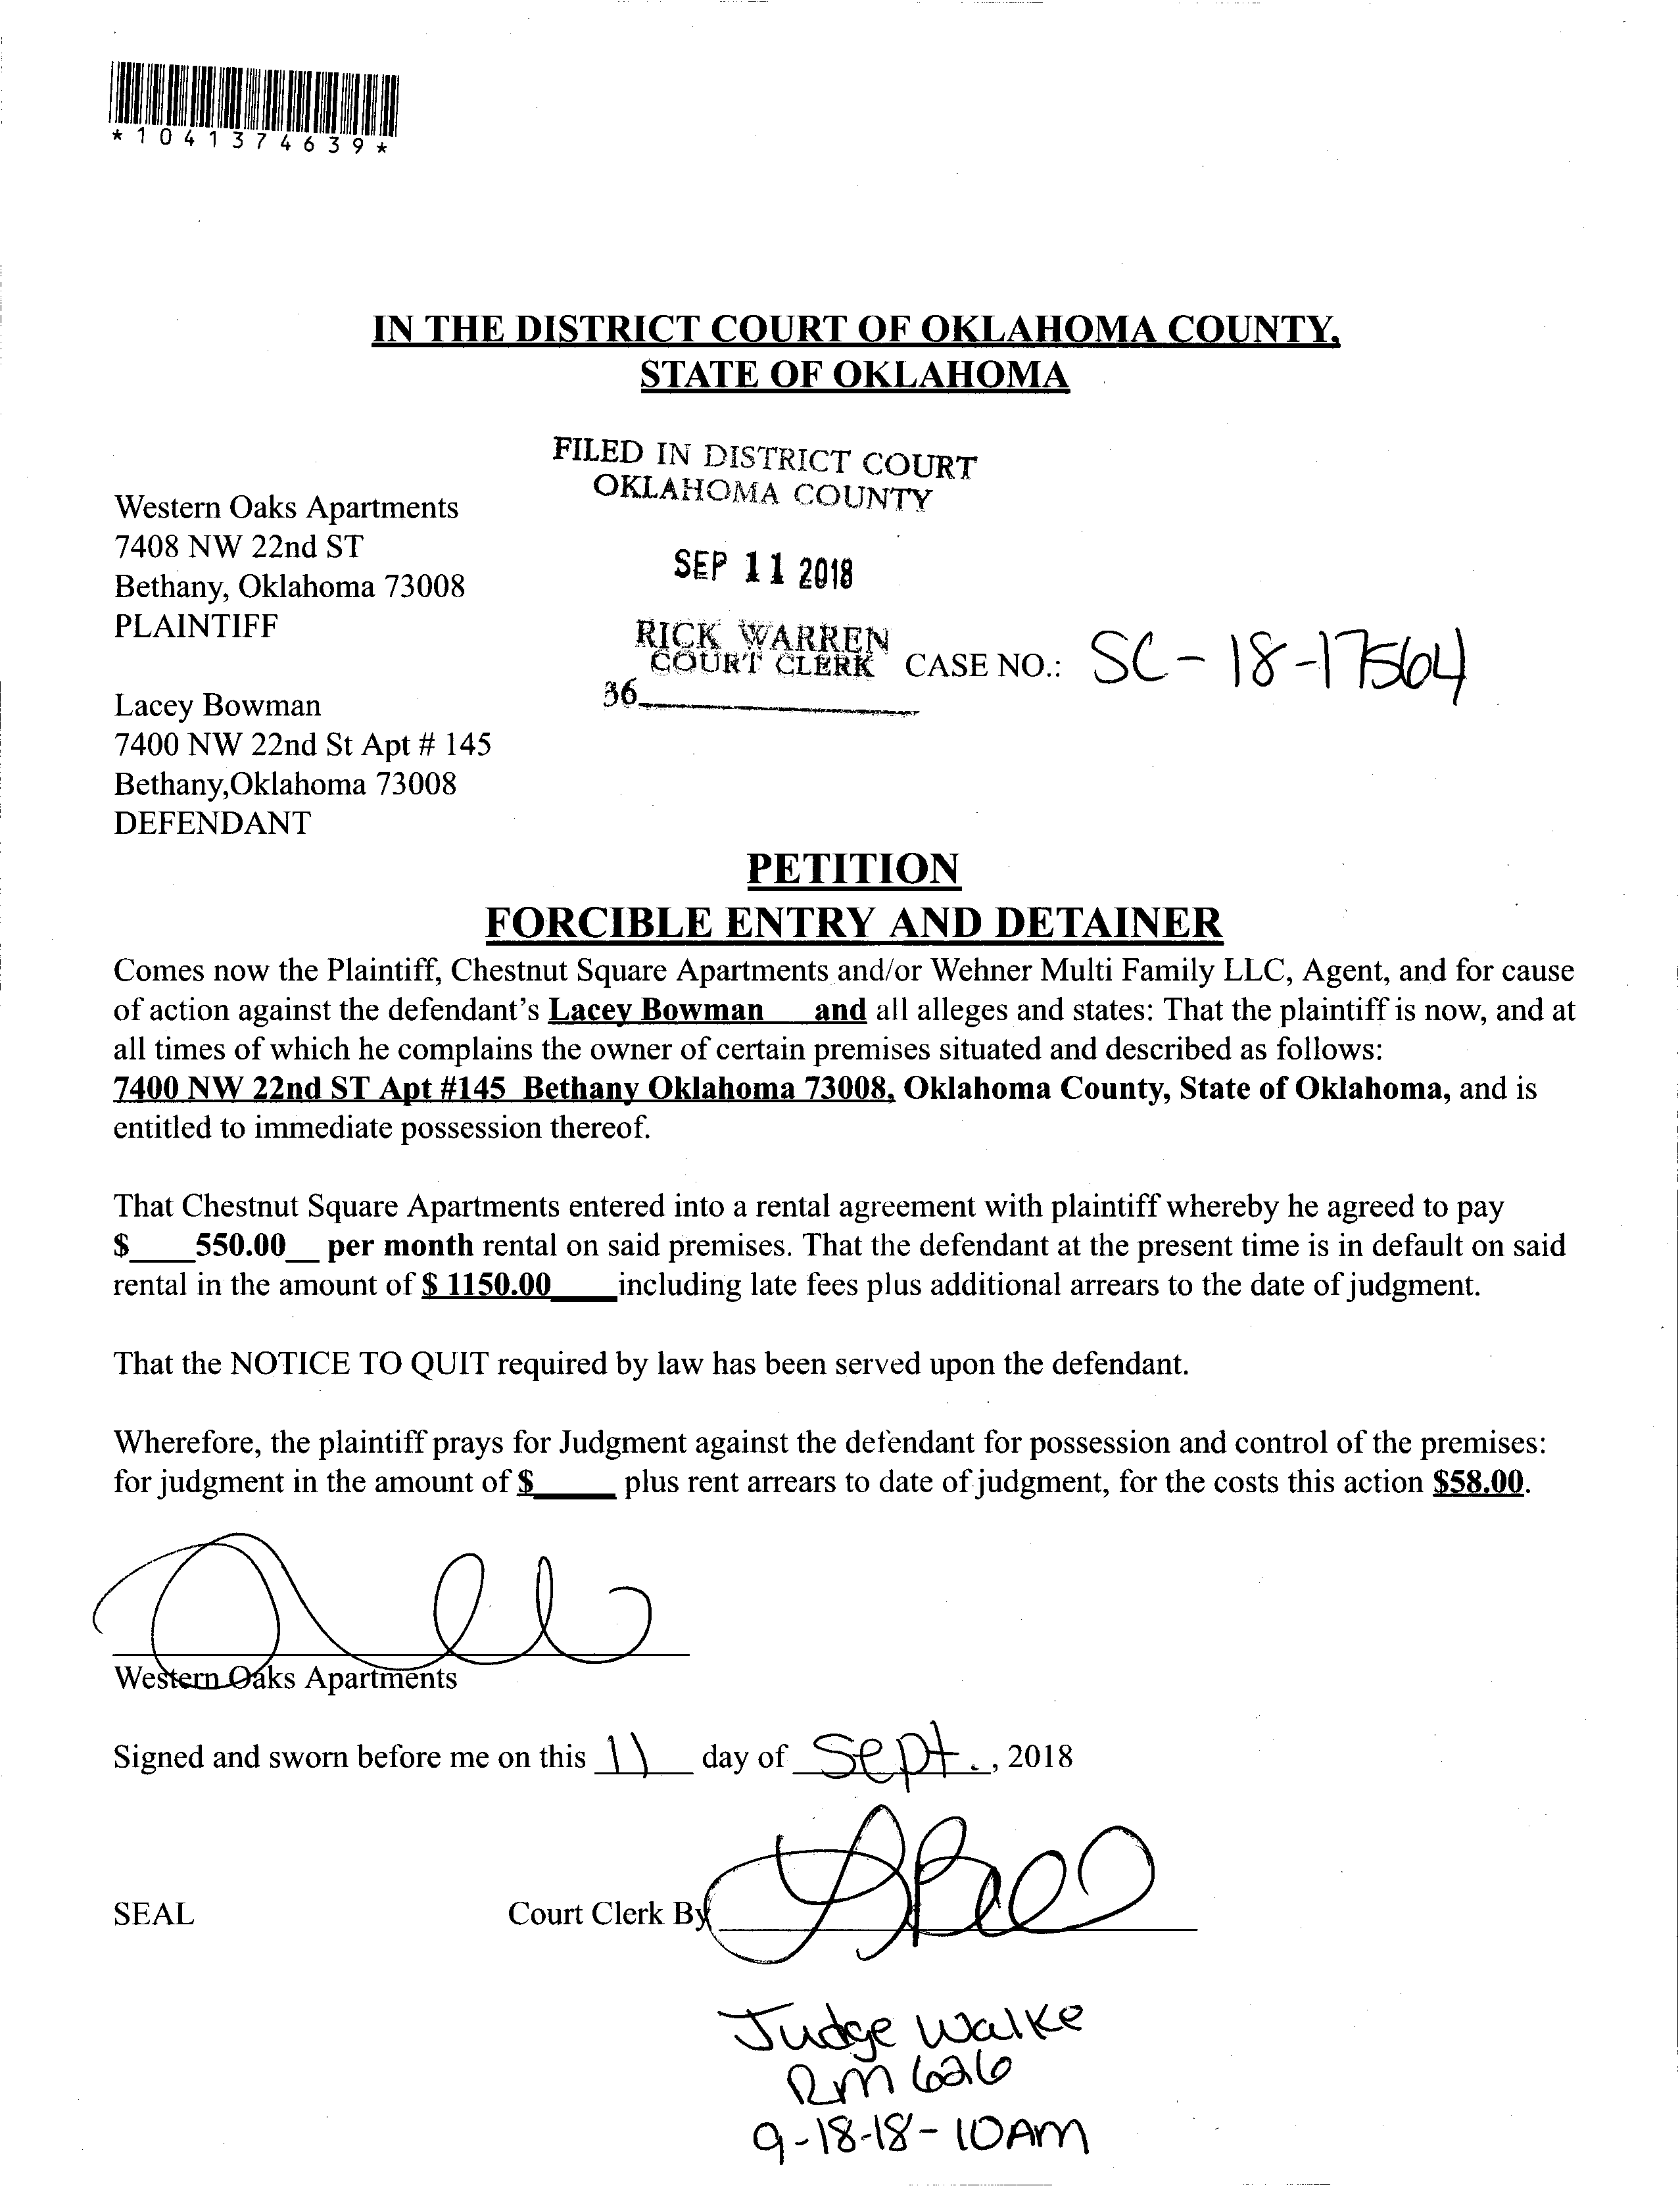 *1041374639*
IN THE DISTRICT COURT OF OKLAHOMA COUNTY,
STATE OF OKLAHOMA
FILED IN DISTRICT COURT
OKLAHOMA COUNTY
Western Oaks Apartments
7408 NW 22nd ST
Bethany, Oklahoma 73008
PLAINTIFF
SEP 11 2018
RICK WARREN
COURT CLERK
36
CASE NO.: SC-18-17564
Lacey Bowman
7400 NW 22nd St Apt # 145
Bethany,Oklahoma 73008
DEFENDANT
PETITION
FORCIBLE ENTRY AND DETAINER
Comes now the Plaintiff, Chestnut Square Apartments and/or Wehner Multi Family LLC, Agent, and for cause
of action against the defendant's Lacey Bowman and all alleges and states: That the plaintiff is now, and at
all times of which he complains the owner of certain premises situated and described as follows:
7400 NW 22nd ST Apt #145 Bethany Oklahoma 73008, Oklahoma County, State of Oklahoma, and is
entitled to immediate possession thereof.
That Chestnut Square Apartments entered into a rental agreement with plaintiff whereby he agreed to pay
$____550.00__ per month rental on said premises. That the defendant at the present time is in default on said
rental in the amount of $ 1150.00____including late fees plus additional arrears to the date of judgment.
That the NOTICE TO QUIT required by law has been served upon the defendant.
Wherefore, the plaintiff prays for Judgment against the defendant for possession and control of the premises:
for judgment in the amount of $_____ plus rent arrears to date of judgment, for the costs this action $58.00.
Western Oaks Apartments
Signed and sworn before me on this 11 day of Sept., 2018
SEAL
Court Clerk By
Judge Walke
RM 626
9-18-18- 10AM